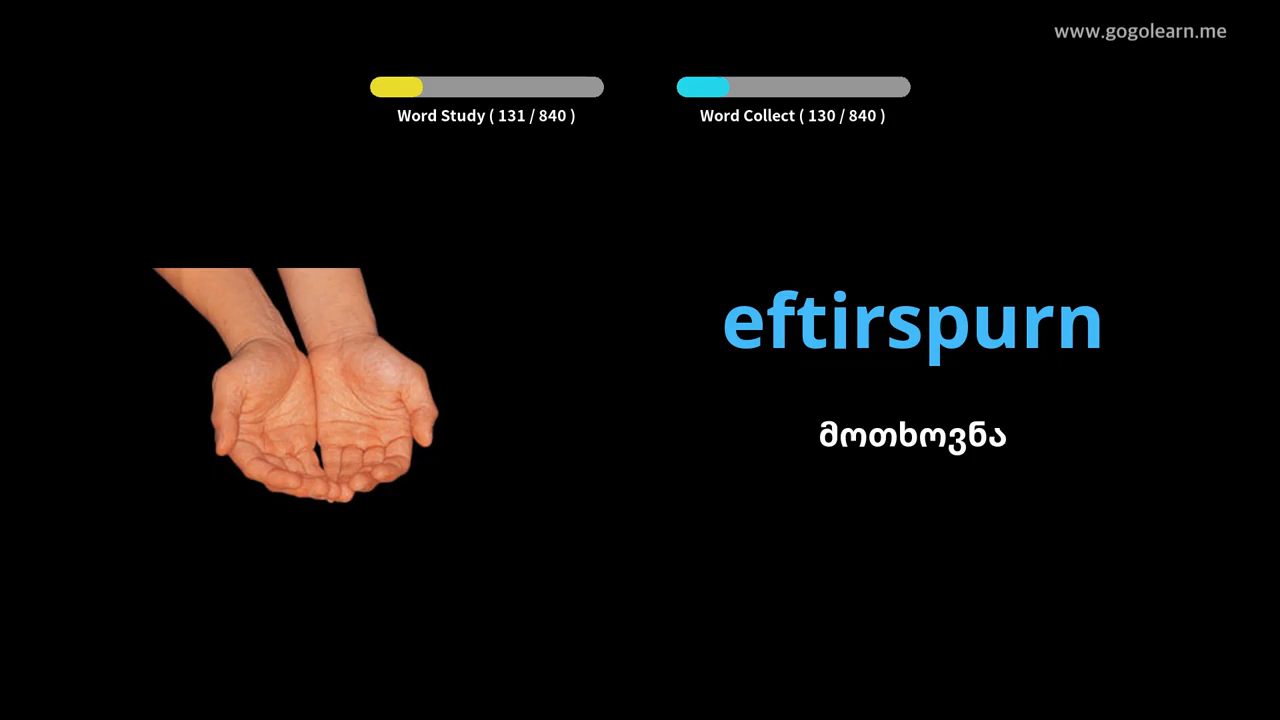 www.gogolearn.me
Word Study ( 131 / 840 )
Word Collect ( 130 / 840 )
eftirspurn
მოთხოვნა